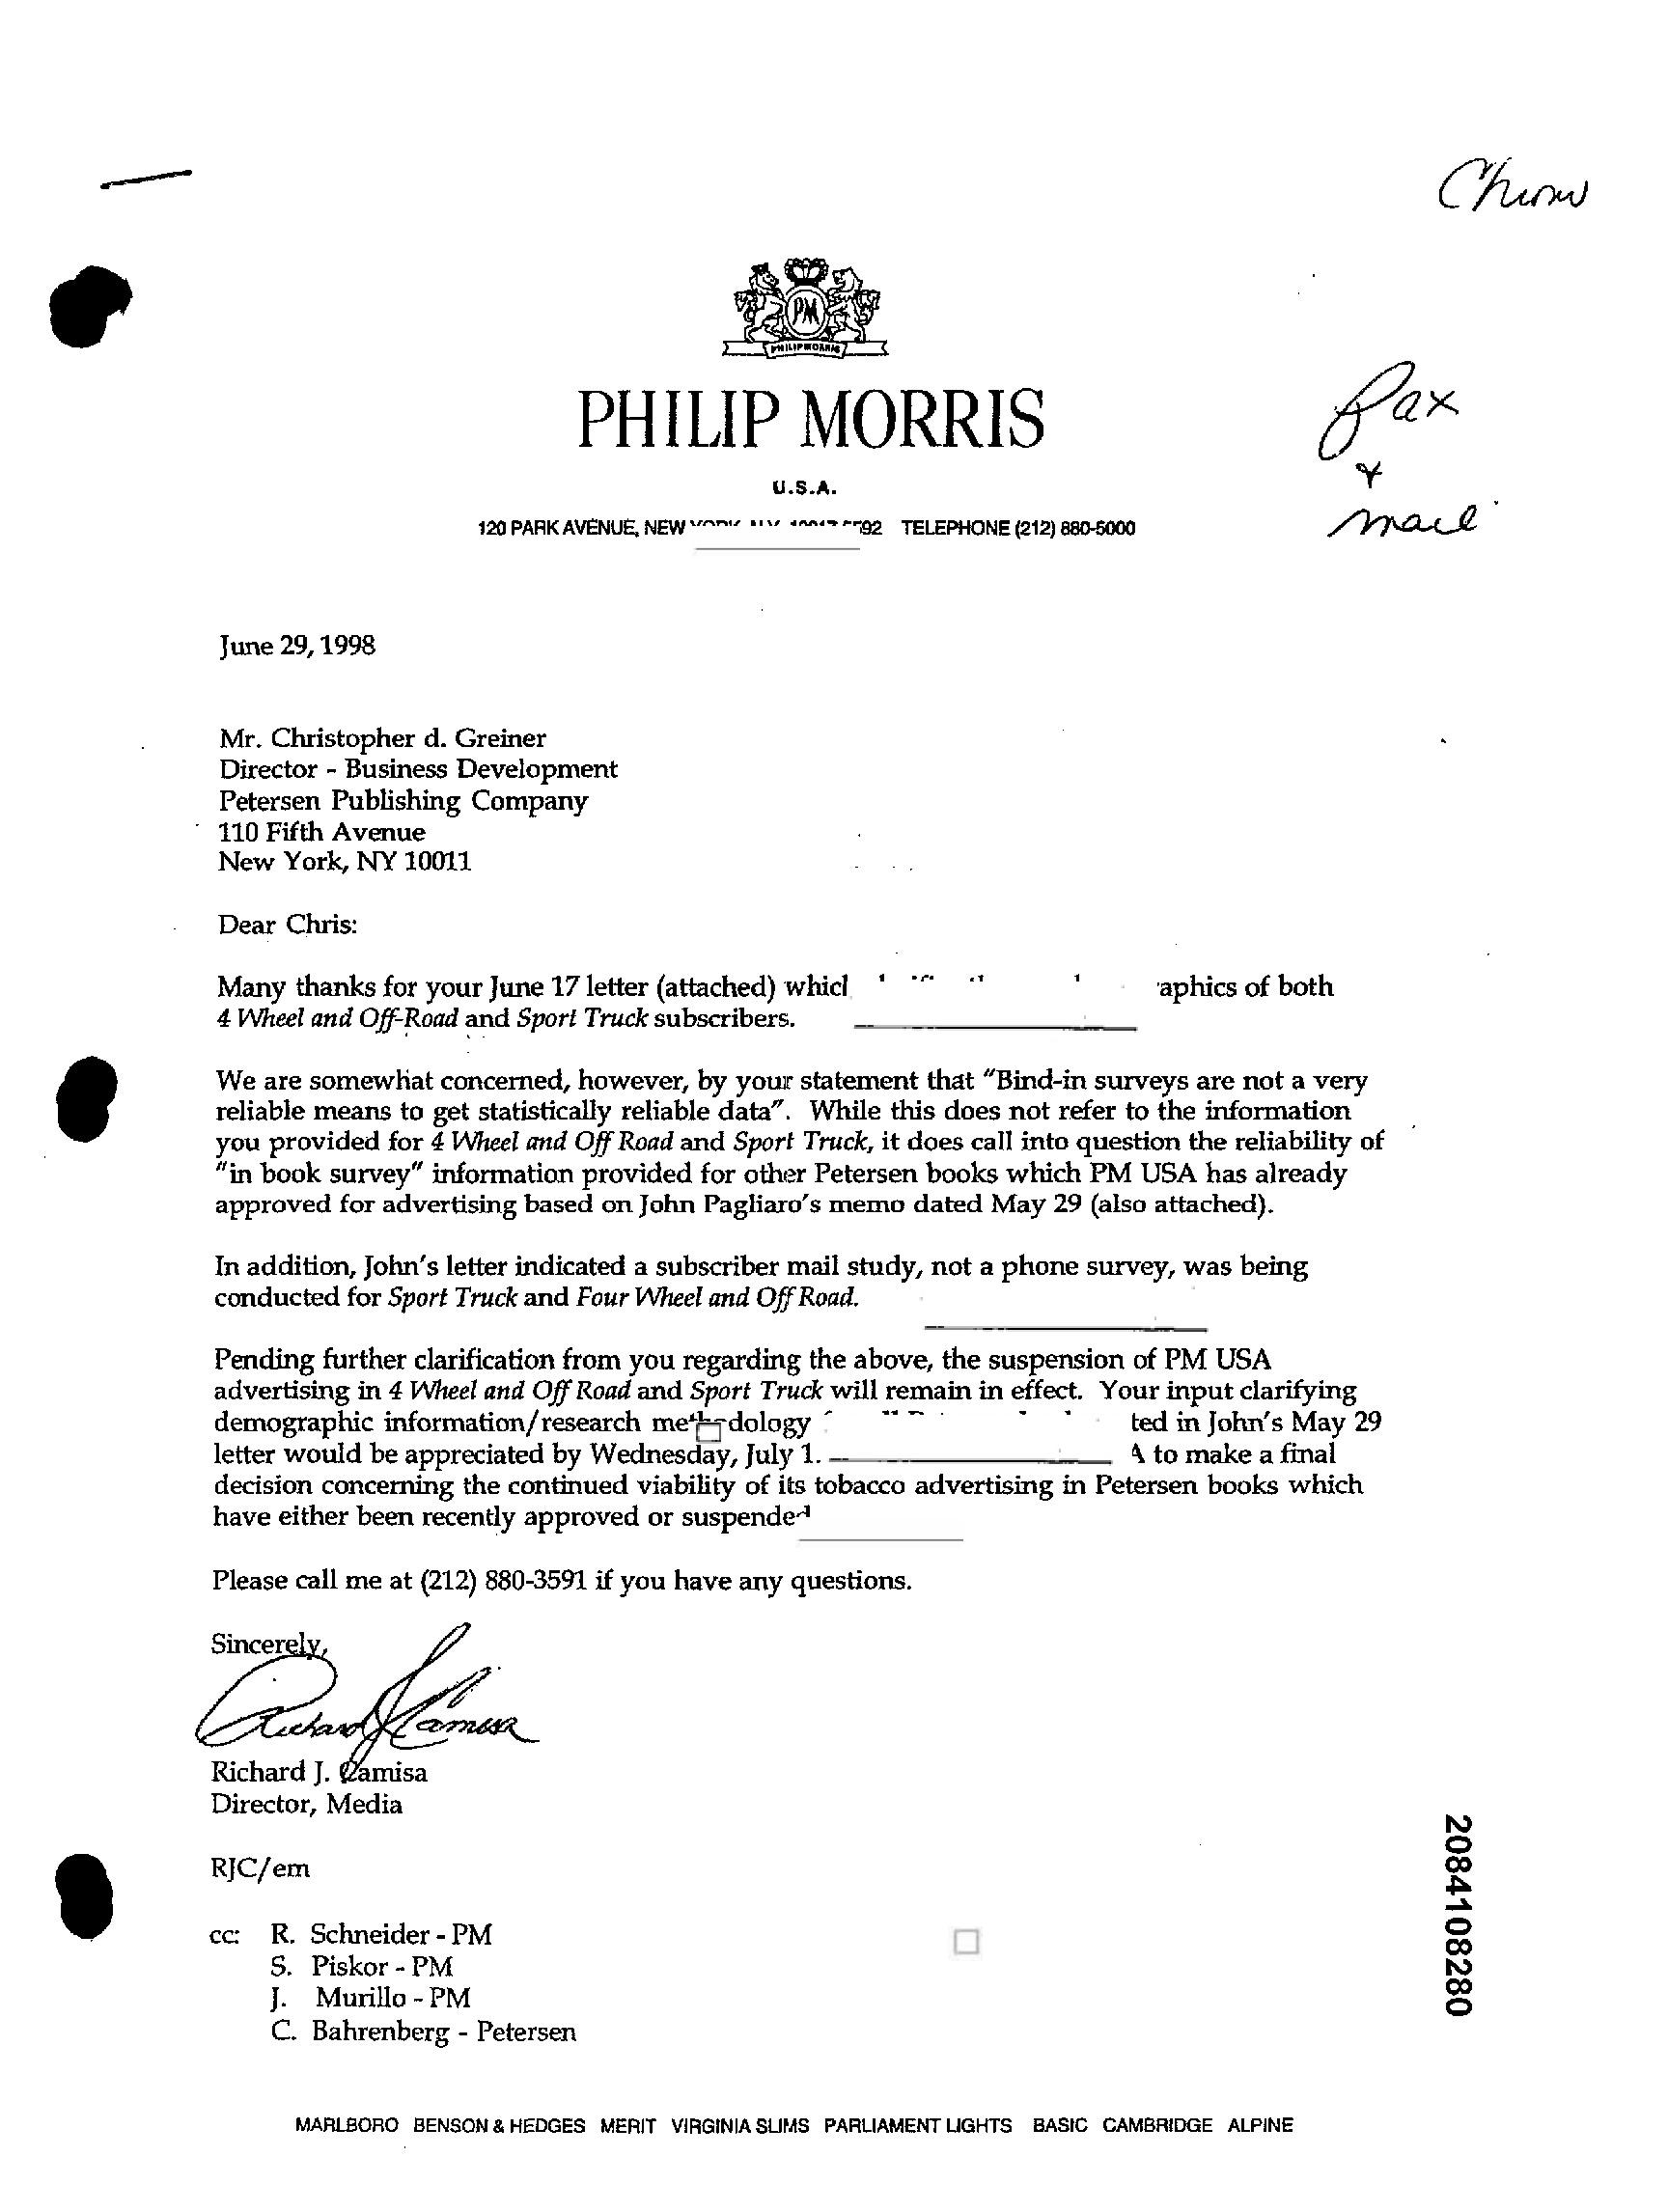 Chron
PM
PHILIP MORRIS
PHILIP MORRIS
U.S.A.
120 PARK AVENUE, NEW 92 TELEPHONE (212) 880-5000
fax
+
mail
June 29, 1998
Mr. Christopher d. Greiner
Director - Business Development
Petersen Publishing Company
110 Fifth Avenue
New York, NY 10011
Dear Chris:
Many thanks for your June 17 letter (attached) aphics of both
4 Wheel and Off-Road and Sport Truck subscribers.
We are somewhat concerned, however, by your statement that "Bind-in surveys are not a very
reliable means to get statistically reliable data". While this does not refer to the information
you provided for 4 Wheel and Off Road and Sport Truck, it does call into question the reliability of
"in book survey" information provided for other Petersen books which PM USA has already
approved for advertising based on John Pagliaro's memo dated May 29 (also attached).
In addition, John's letter indicated a subscriber mail study, not a phone survey, was being
conducted for Sport Truck and Four Wheel and Off Road.
Pending further clarification from you regarding the above, the suspension of PM USA
advertising in 4 Wheel and Off Road and Sport Truck will remain in effect. Your input clarifying
demographic information/research ted in John's May 29
letter would be appreciated by Wednesday, July 1. to make a final
decision concerning the continued viability of its tobacco advertising in Petersen books which
have either been recently approved or suspended
Please call me at (212) 880-3591 if you have any questions.
Sincerely,
Richard J. Camisa
Richard J. Camisa
Director, Media
RJC/em
cc: R. Schneider - PM
S. Piskor - PM
J. Murillo - PM
C. Bahrenberg - Petersen
2084108280
MARLBORO BENSON & HEDGES MERIT VIRGINIA SLIMS PARLIAMENT LIGHTS BASIC CAMBRIDGE ALPINE